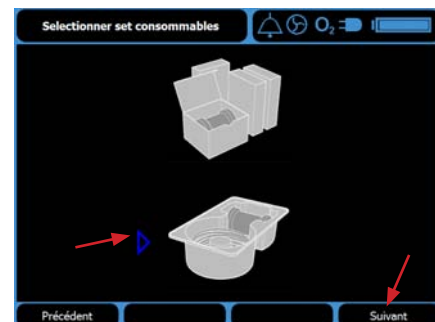 Selectionner set consommables
O₂
Précédent
Suivant